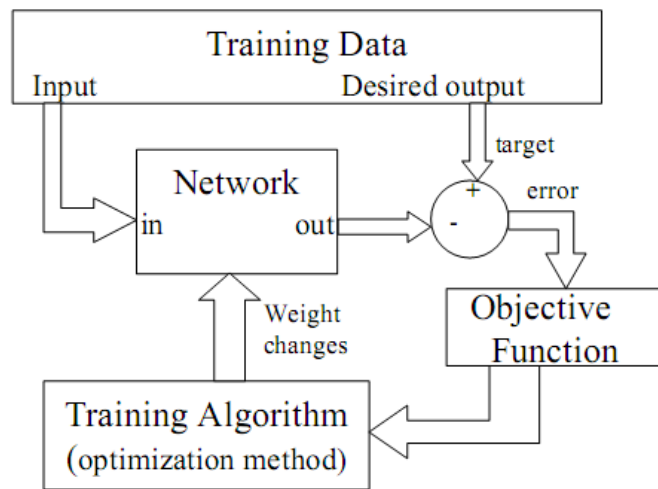 Training Data
Input
Desired output
target
Network
in
out
+
-
error
Objective
Function
Weight
changes
Training Algorithm
(optimization method)